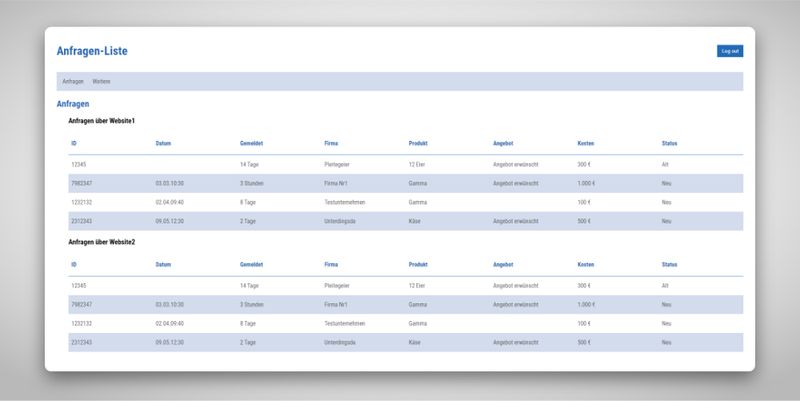 Anfragen-Liste
Log out
Anfragen Weitere
Anfragen
Anfragen über Website1
ID Datum Gemeldet Firma Produkt Angebot Kosten Status
12345 14 Tage Pleitegeier 12 Eier Angebot erwünscht 300 € Alt
7982347 03.03.10:30 3 Stunden Firma Nr1 Gamma Angebot erwünscht 1.000 € Neu
1232132 02.04.09:40 8 Tage Testunternehmen Gamma 100 € Neu
2312343 09.05.12:30 2 Tage Unterdingsda Käse Angebot erwünscht 500 € Neu
Anfragen über Website2
ID Datum Gemeldet Firma Produkt Angebot Kosten Status
12345 14 Tage Pleitegeier 12 Eier Angebot erwünscht 300 € Alt
7982347 03.03.10:30 3 Stunden Firma Nr1 Gamma Angebot erwünscht 1.000 € Neu
1232132 02.04.09:40 8 Tage Testunternehmen Gamma 100 € Neu
2312343 09.05.12:30 2 Tage Unterdingsda Käse Angebot erwünscht 500 € Neu